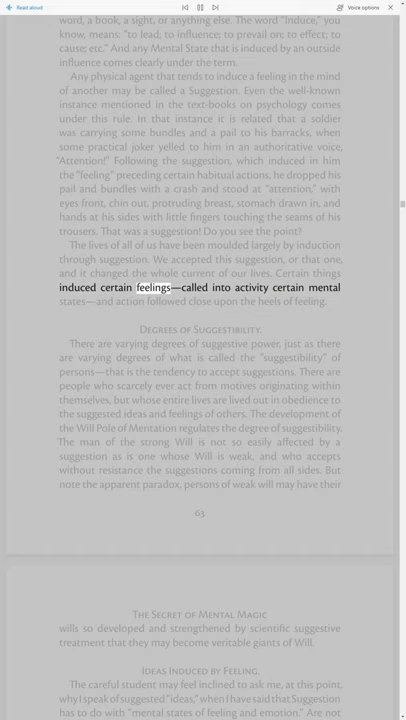 Read aloud
Voice options
word, a book, a sight, or anything else. The word "Induce," you
know, means: "to lead; to influence; to prevail on; to effect; to
cause; etc." And any Mental State that is induced by an outside
influence comes clearly under the term.
Any physical agent that tends to induce a feeling in the mind
of another may be called a Suggestion. Even the well-known
instance mentioned in the text-books on psychology comes
under this rule. In that instance it is related that a soldier
was carrying some bundles and a pail to his barracks, when
some practical joker yelled to him in an authoritative voice,
"Attention!" Following the suggestion, which induced in him
the "feeling" preceding certain habitual actions, he dropped his
pail and bundles with a crash and stood at "attention," with
eyes front, chin out, protruding breast, stomach drawn in, and
hands at his sides with little fingers touching the seams of his
trousers. That was a suggestion! Do you see the point?
The lives of all of us have been moulded largely by induction
through suggestion. We accepted this suggestion, or that one,
and it changed the whole current of our lives. Certain things
induced certain feelings—called into activity certain mental
states—and action followed close upon the heels of feeling.
Degrees of Suggestibility.
There are varying degrees of suggestive power, just as there
are varying degrees of what is called the "suggestibility" of
persons—that is the tendency to accept suggestions. There are
people who scarcely ever act from motives originating within
themselves, but whose entire lives are lived out in obedience to
the suggested ideas and feelings of others. The development of
the Will Pole of Mentation regulates the degree of suggestibility.
The man of the strong Will is not so easily affected by a
suggestion as is one whose Will is weak, and who accepts
without resistance the suggestions coming from all sides. But
note the apparent paradox, persons of weak will may have their
63
The Secret of Mental Magic
wills so developed and strengthened by scientific suggestive
treatment that they may become veritable giants of Will.
Ideas Induced by Feeling.
The careful student may feel inclined to ask me, at this point,
why I speak of suggested "ideas," when I have said that Suggestion
has to do with "mental states of feeling and emotion." Are not